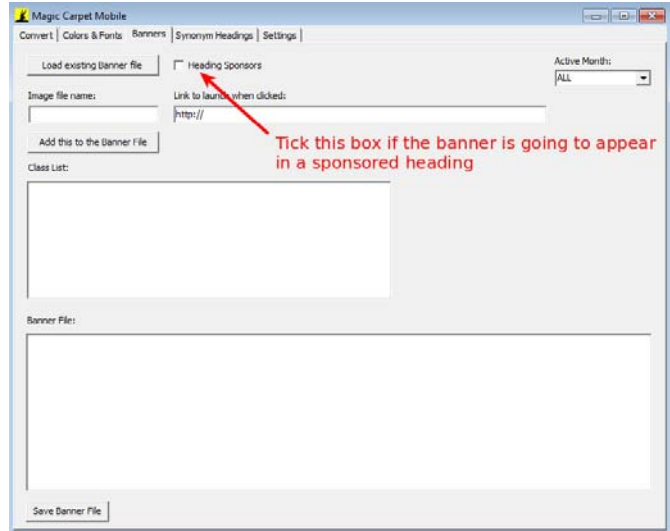 Magic Carpet Mobile
Convert Colors & Fonts Banners Synonym Headings Settings
Load existing Banner file Heading Sponsors Active Month:
ALL
Image file name: Link to launch when clicked:
http://
Add this to the Banner File
Tick this box if the banner is going to appear
in a sponsored heading
Class List:
Banner File:
Save Banner File